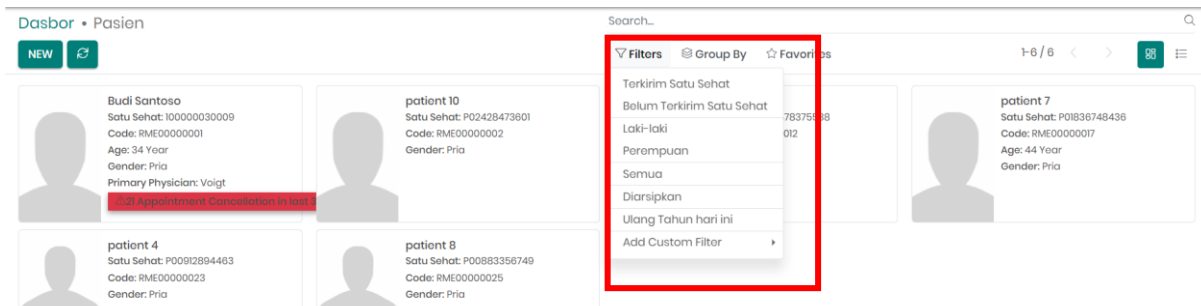 Dasbor • Pasien
Search...
NEW
Filters Group By Favorites
1-6 / 6
Terkirim Satu Sehat
Belum Terkirim Satu Sehat
Laki-laki
Perempuan
Semua
Diarsipkan
Ulang Tahun hari ini
Add Custom Filter
Budi Santoso
Satu Sehat: 100000030009
Code: RME00000001
Age: 34 Year
Gender: Pria
Primary Physician: Voigt
2! Appointment Cancellation in last 3
patient 10
Satu Sehat: P02428473601
Code: RME00000002
Gender: Pria
patient 7
Satu Sehat: P01836748436
Code: RME00000017
Age: 44 Year
Gender: Pria
patient 4
Satu Sehat: P00912894463
Code: RME00000023
Gender: Pria
patient 8
Satu Sehat: P00883356749
Code: RME00000025
Gender: Pria